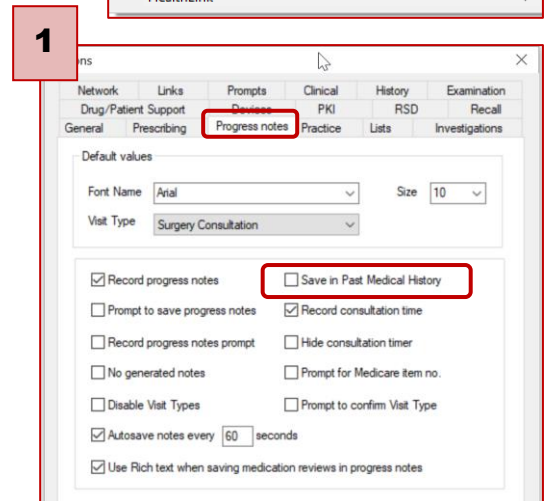 HealthLink
1
ons
Network Links Prompts Clinical History Examination
Drug/Patient Support Devices PKI RSD Recall
General Prescribing Progress notes Practice Lists Investigations
Default values
Font Name Arial Size 10
Visit Type Surgery Consultation
Record progress notes Save in Past Medical History
Prompt to save progress notes Record consultation time
Record progress notes prompt Hide consultation timer
No generated notes Prompt for Medicare item no.
Disable Visit Types Prompt to confirm Visit Type
Autosave notes every 60 seconds
Use Rich text when saving medication reviews in progress notes